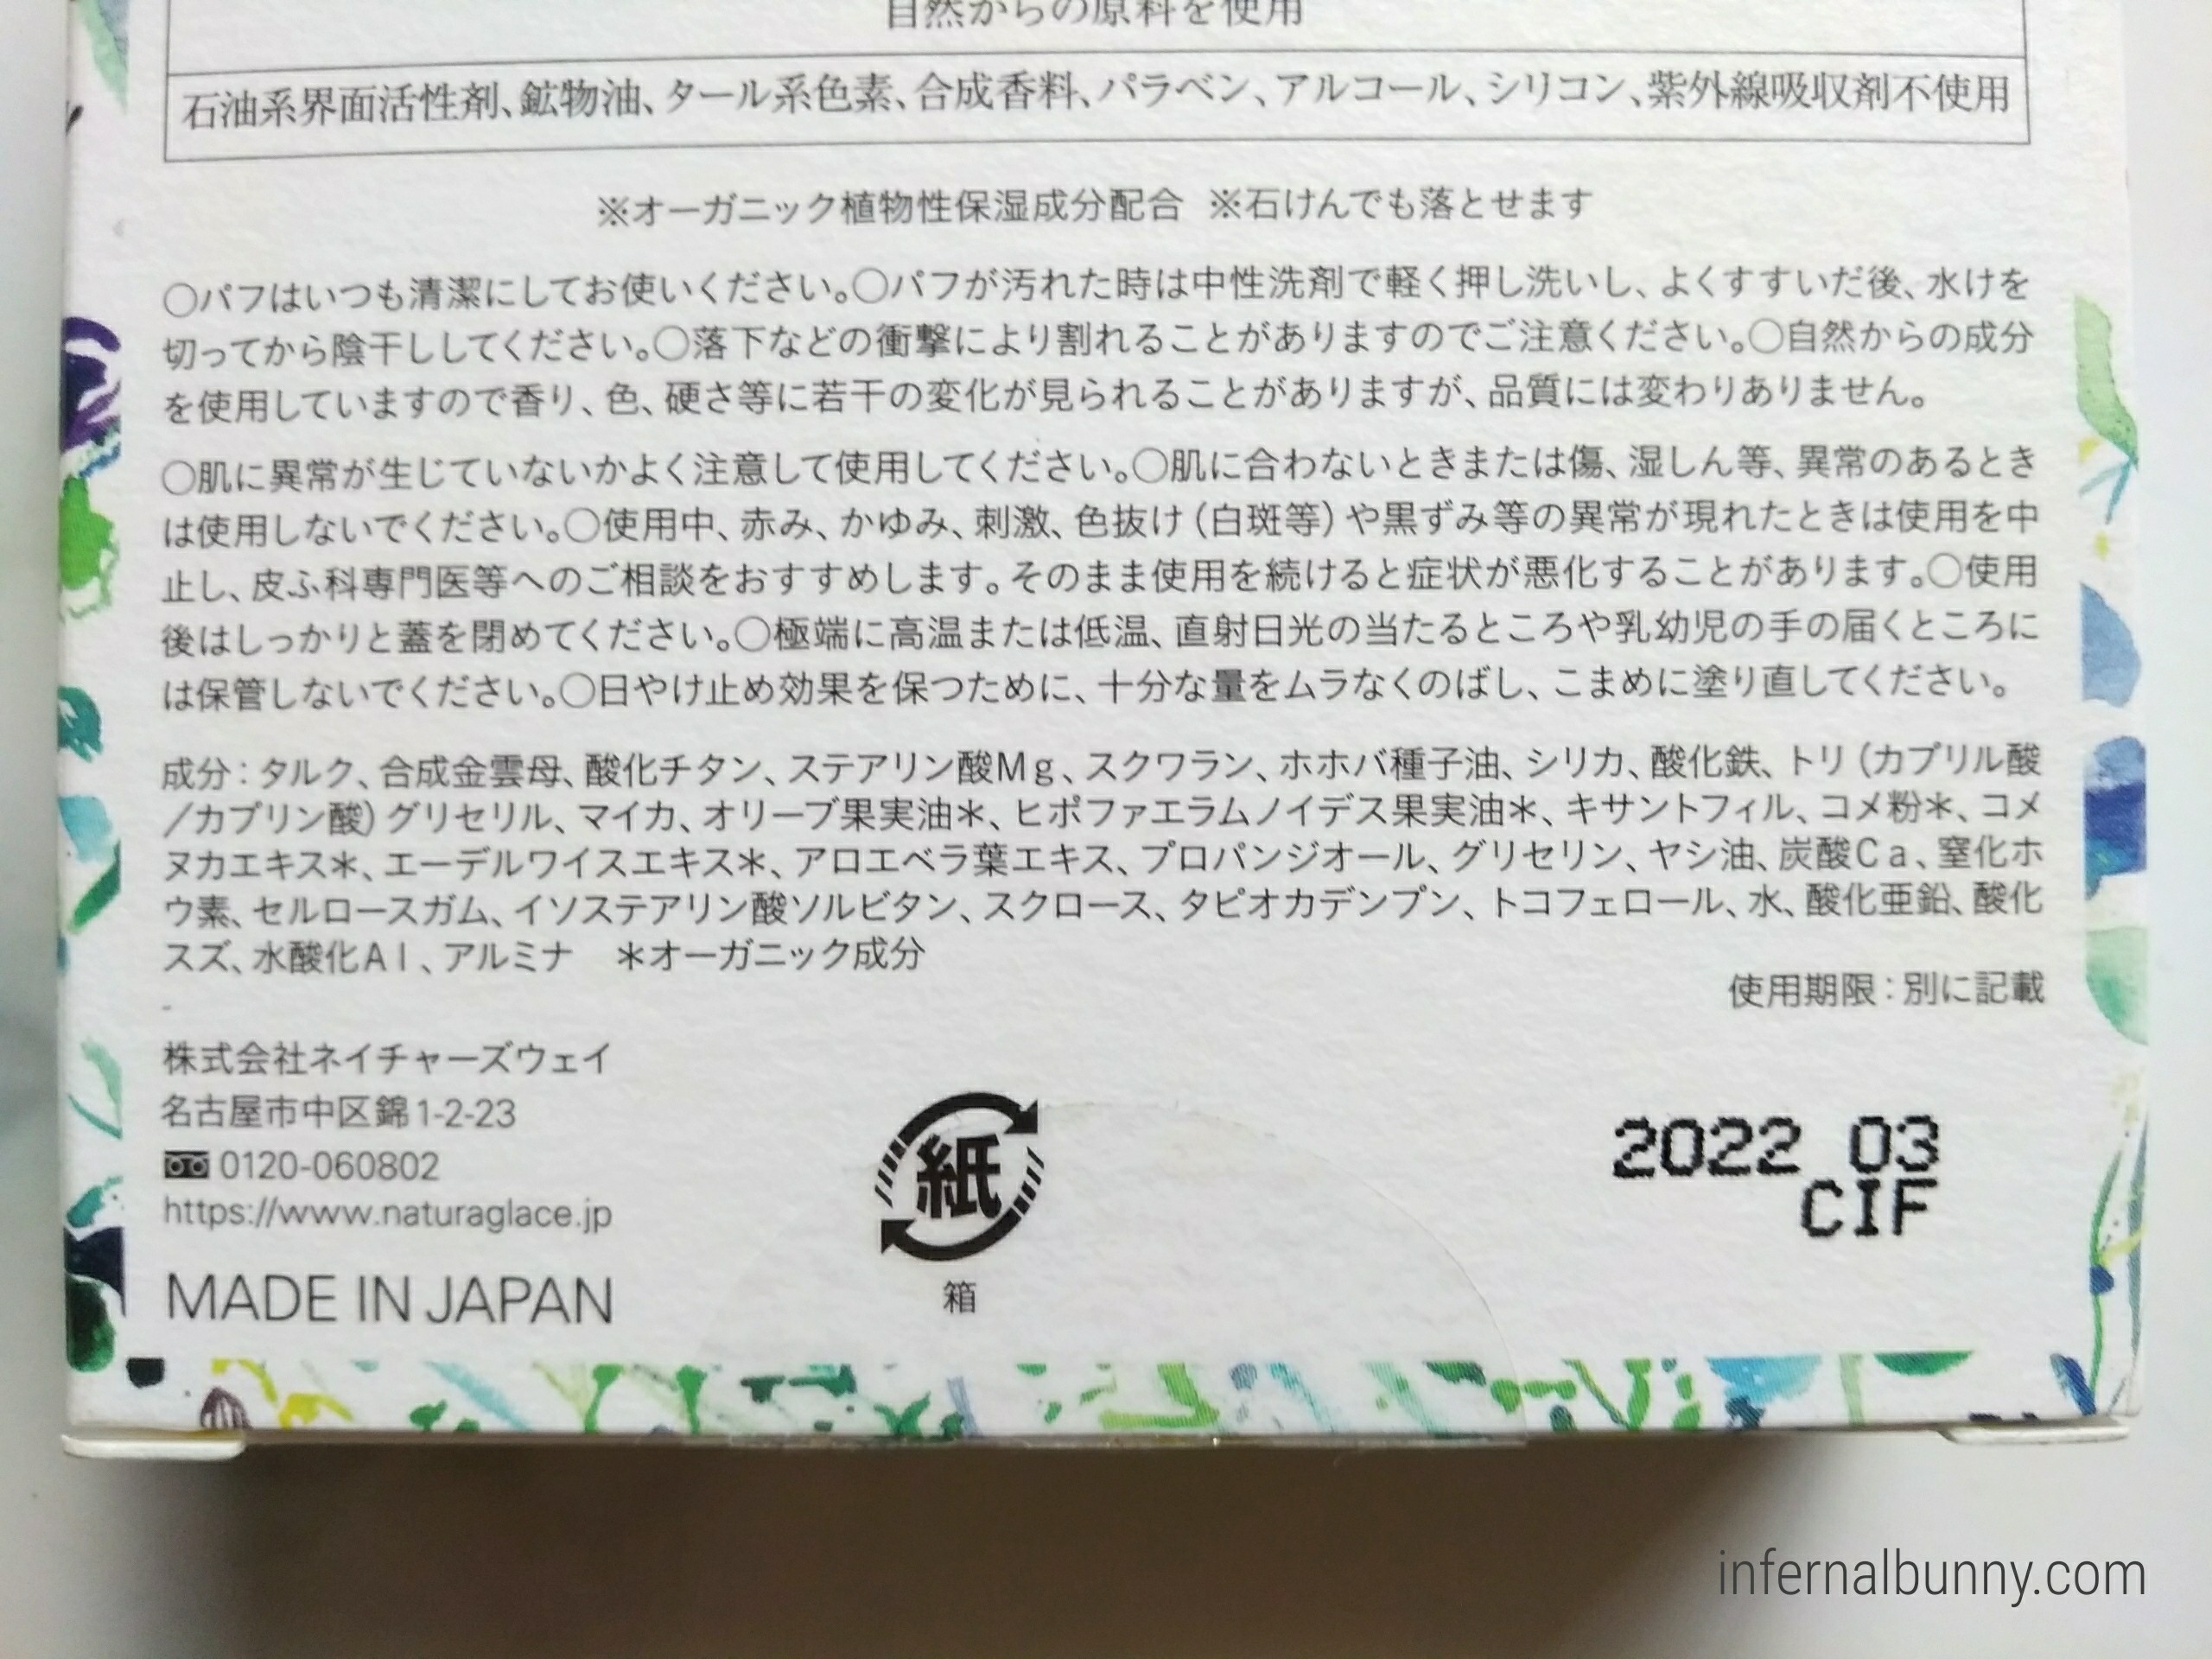 自然からの原料を使用
石油系界面活性剤、鉱物油、タール系色素、合成香料、パラベン、アルコール、シリコン、紫外線吸収剤不使用
※オーガニック植物性保湿成分配合 ※石けんでも落とせます
○パフはいつも清潔にしてお使いください。○パフが汚れた時は中性洗剤で軽く押し洗いし、よくすすいだ後、水けを
切ってから陰干ししてください。○落下などの衝撃により割れることがありますのでご注意ください。○自然からの成分
を使用していますので香り、色、硬さ等に若干の変化が見られることがありますが、品質には変わりありません。
○肌に異常が生じていないかよく注意して使用してください。○肌に合わないときまたは傷、湿しん等、異常のあるとき
は使用しないでください。○使用中、赤み、かゆみ、刺激、色抜け（白斑等）や黒ずみ等の異常が現れたときは使用を中
止し、皮ふ科専門医等へのご相談をおすすめします。そのまま使用を続けると症状が悪化することがあります。○使用
後はしっかりと蓋を閉めてください。○極端に高温または低温、直射日光の当たるところや乳幼児の手の届くところに
は保管しないでください。○日やけ止め効果を保つために、十分な量をムラなくのばし、こまめに塗り直してください。
成分：タルク、合成金雲母、酸化チタン、ステアリン酸Mg、スクワラン、ホホバ種子油、シリカ、酸化鉄、トリ（カプリル酸
／カプリン酸）グリセリル、マイカ、オリーブ果実油＊、ヒポファエラムノイデス果実油＊、キサントフィル、コメ粉＊、コメ
ヌカエキス＊、エーデルワイスエキス＊、アロエベラ葉エキス、プロパンジオール、グリセリン、ヤシ油、炭酸Ca、窒化ホ
ウ素、セルロースガム、イソステアリン酸ソルビタン、スクロース、タピオカデンプン、トコフェロール、水、酸化亜鉛、酸化
スズ、水酸化Al、アルミナ ＊オーガニック成分
使用期限：別に記載
株式会社ネイチャーズウェイ
名古屋市中区錦1-2-23
0120-060802
https://www.naturaglace.jp
MADE IN JAPAN
紙
箱
2022 03
CIF
infernalbunny.com